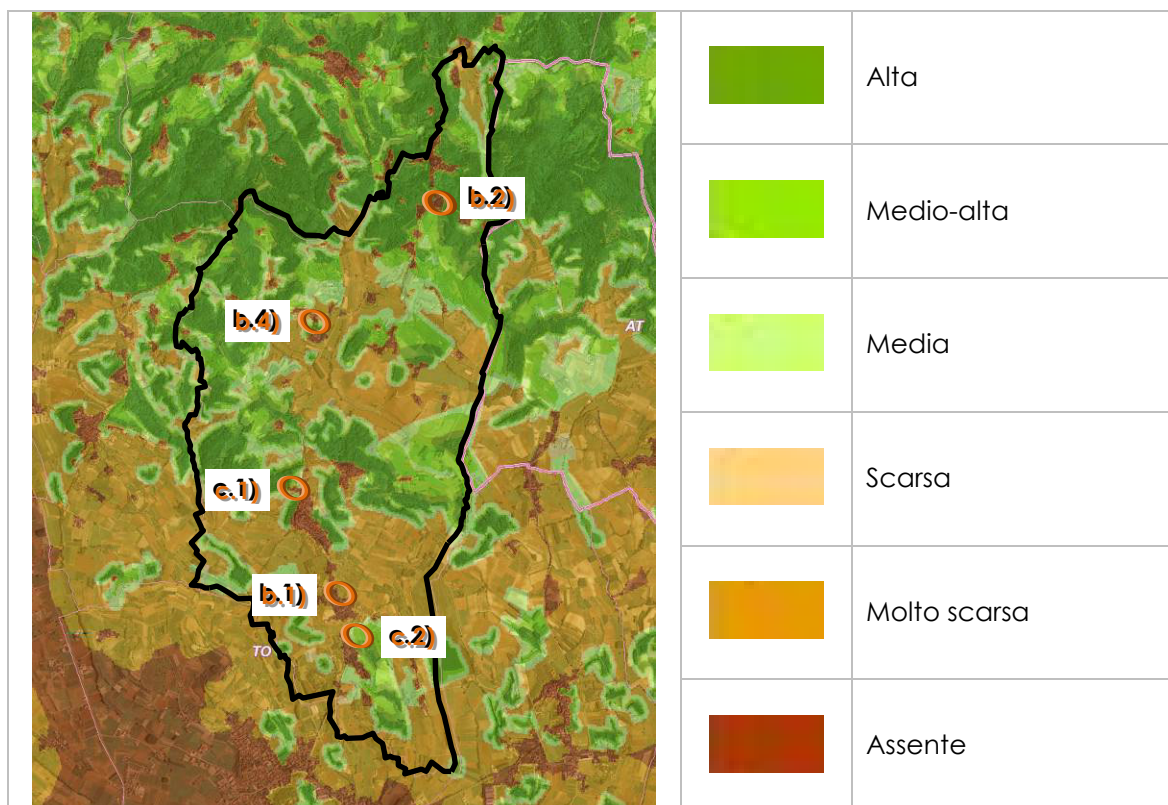 b.2)
b.4)
AT
c.1)
b.1)
c.2)
TO
Alta
Medio-alta
Media
Scarsa
Molto scarsa
Assente